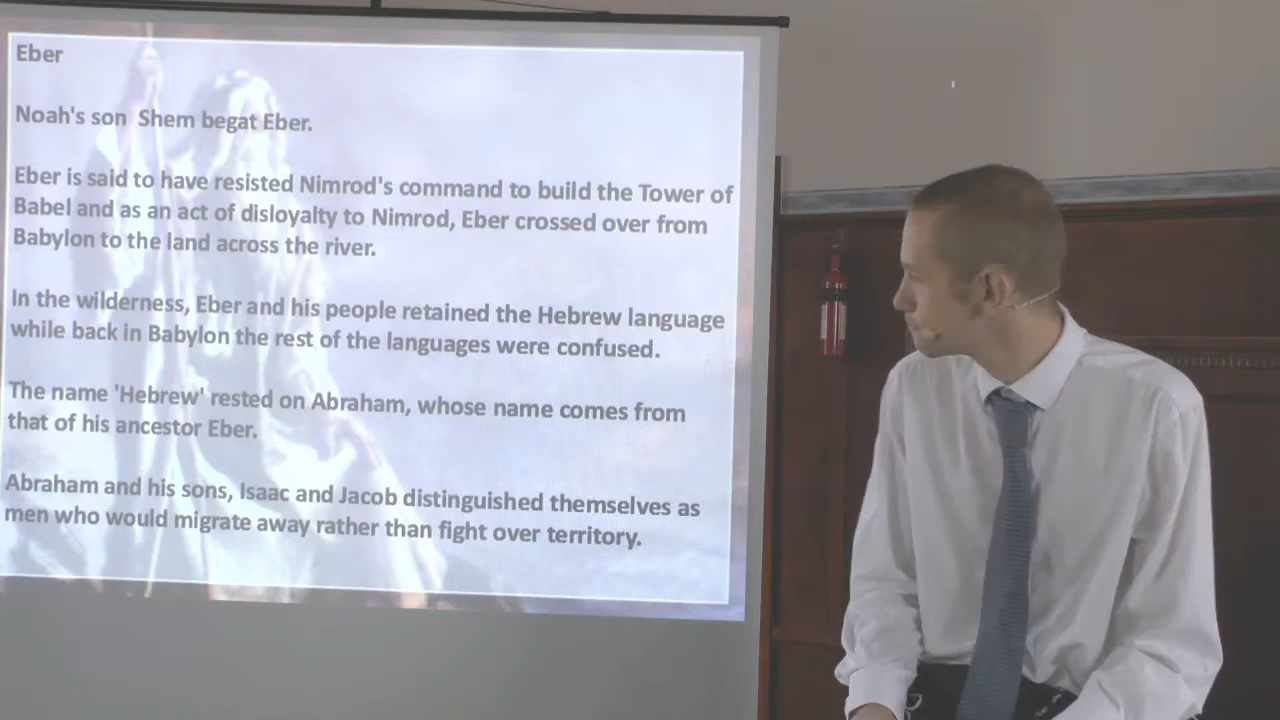 Eber
Noah's son Shem begat Eber.
Eber is said to have resisted Nimrod's command to build the Tower of
Babel and as an act of disloyalty to Nimrod, Eber crossed over from
Babylon to the land across the river.
In the wilderness, Eber and his people retained the Hebrew language
while back in Babylon the rest of the languages were confused.
The name 'Hebrew' rested on Abraham, whose name comes from
that of his ancestor Eber.
Abraham and his sons, Isaac and Jacob distinguished themselves as
men who would migrate away rather than fight over territory.